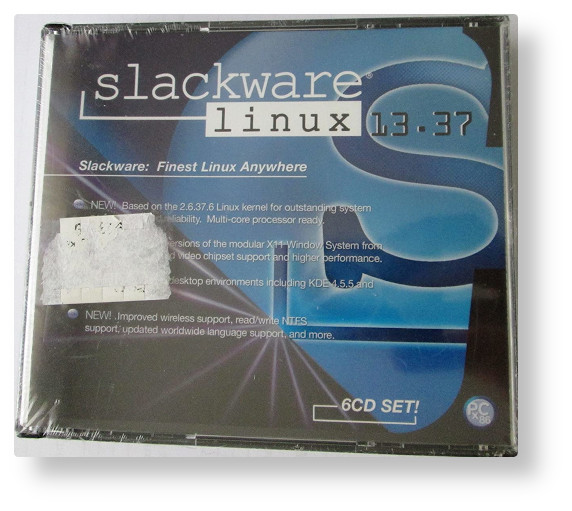 slackware®
linux 13.37
Slackware: Finest Linux Anywhere
NEW! Based on the 2.6.37.6 Linux kernel for outstanding system
reliability. Multi-core processor ready.
versions of the modular X11 Window System from
video chipset support and higher performance.
desktop environments including KDE 4.5.5 and
NEW! .Improved wireless support, read/write NTFS
support, updated worldwide language support, and more.
6CD SET!
PC
x86